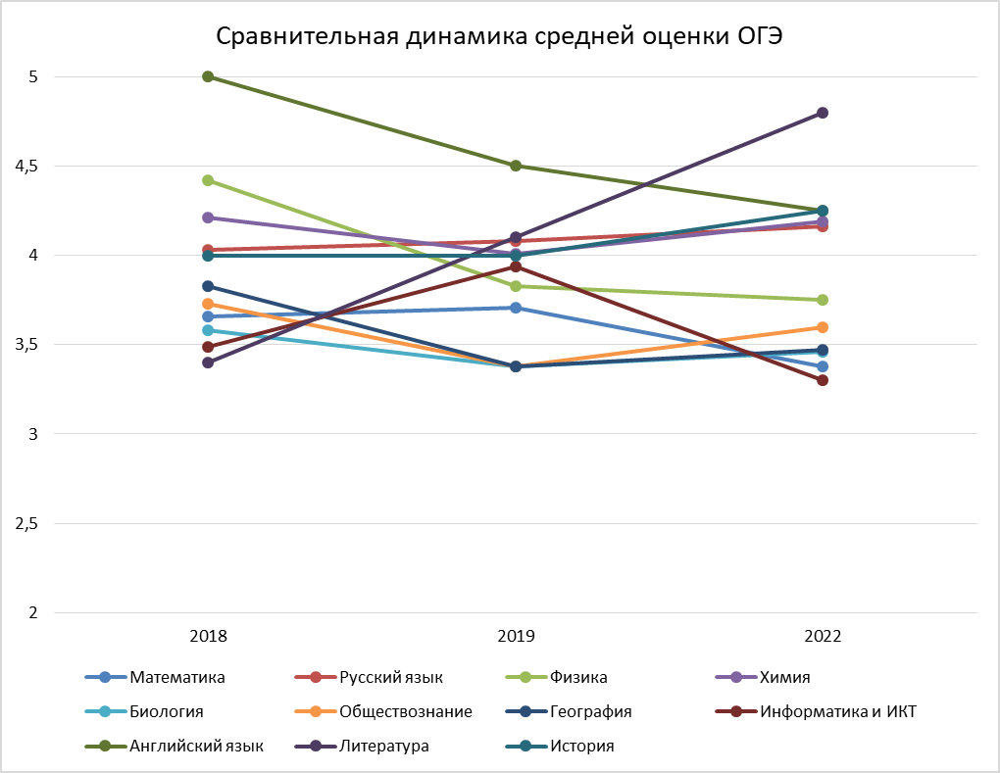 Сравнительная динамика средней оценки ОГЭ
5
4,5
4
3,5
3
2,5
2
2018 2019 2022
Математика Русский язык Физика Химия
Биология Обществознание География Информатика и ИКТ
Английский язык Литература История